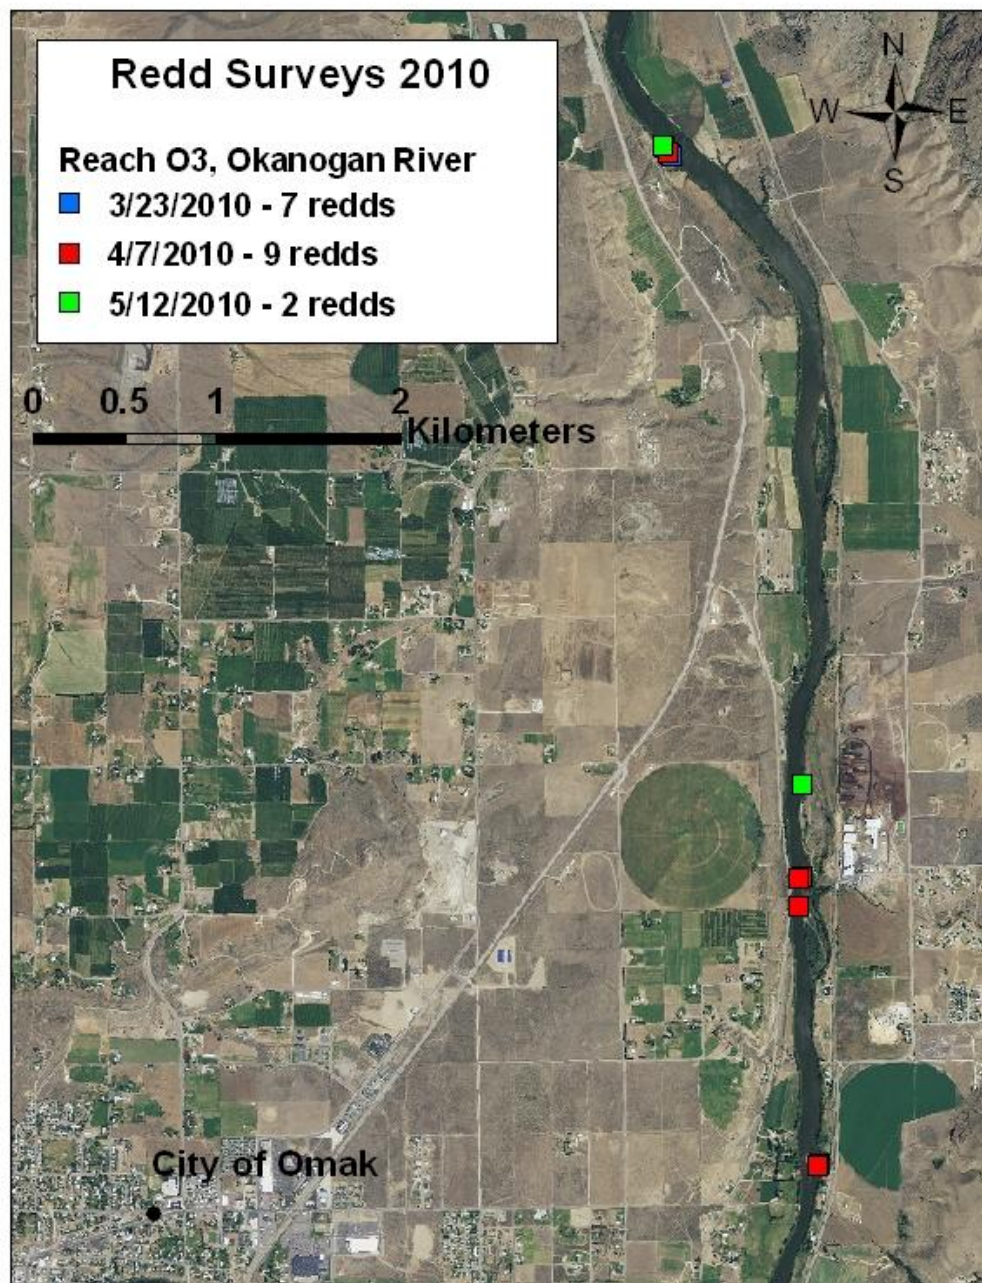 Redd Surveys 2010
Reach O3, Okanogan River
3/23/2010 - 7 redds
4/7/2010 - 9 redds
5/12/2010 - 2 redds
N
W E
S
0 0.5 1 2
Kilometers
City of Omak